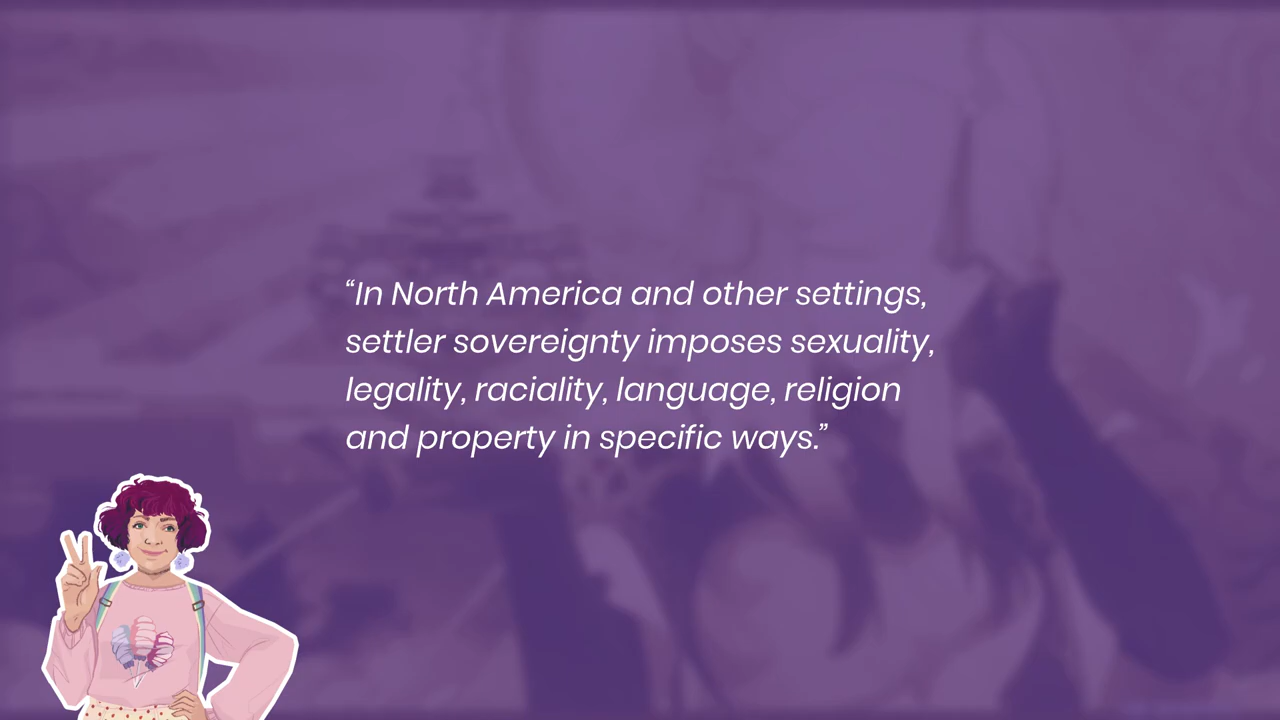 “In North America and other settings,
settler sovereignty imposes sexuality,
legality, raciality, language, religion
and property in specific ways.”